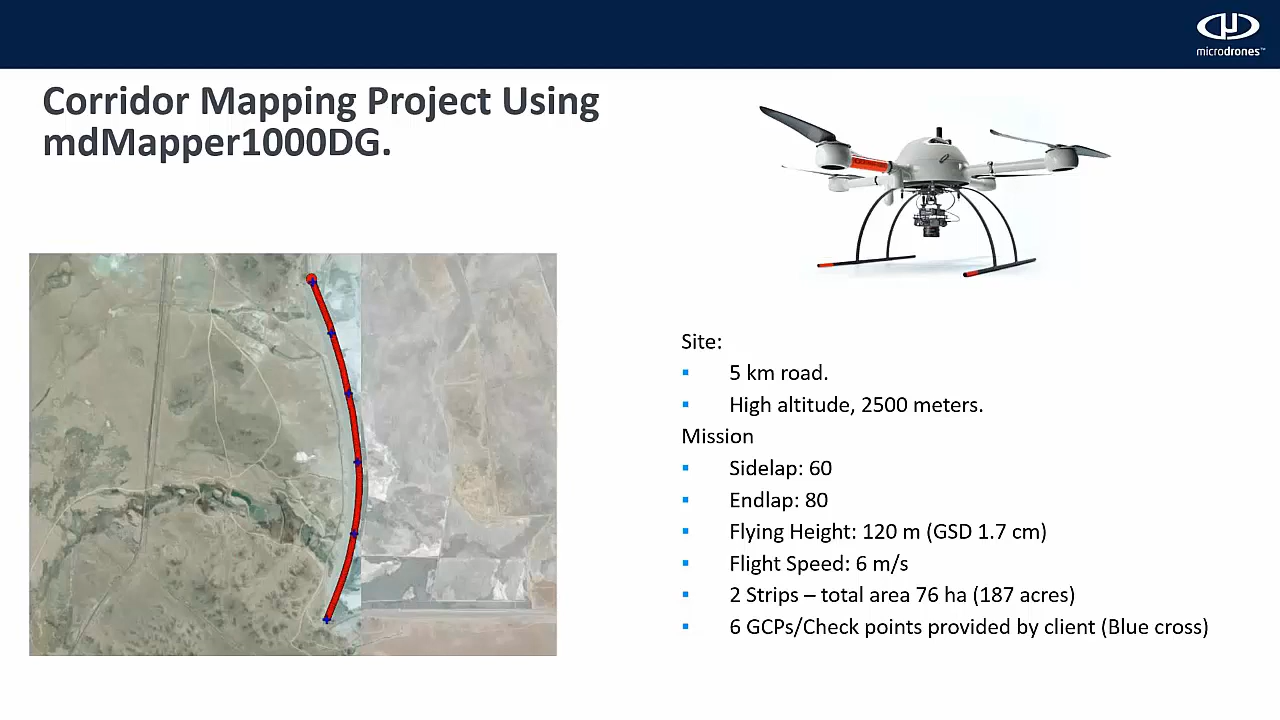 microdrones™
Corridor Mapping Project Using
mdMapper1000DG.
Site:
▪ 5 km road.
▪ High altitude, 2500 meters.
Mission
▪ Sidelap: 60
▪ Endlap: 80
▪ Flying Height: 120 m (GSD 1.7 cm)
▪ Flight Speed: 6 m/s
▪ 2 Strips – total area 76 ha (187 acres)
▪ 6 GCPs/Check points provided by client (Blue cross)